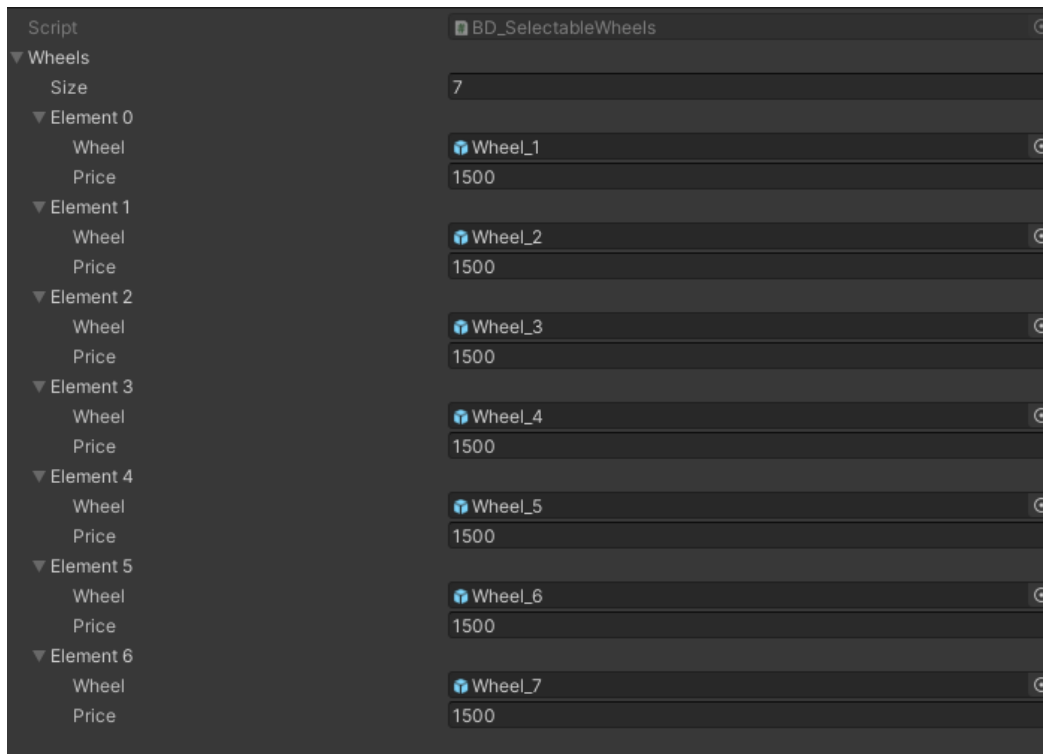 Script BD_SelectableWheels
Wheels
Size 7
Element 0
Wheel Wheel_1
Price 1500
Element 1
Wheel Wheel_2
Price 1500
Element 2
Wheel Wheel_3
Price 1500
Element 3
Wheel Wheel_4
Price 1500
Element 4
Wheel Wheel_5
Price 1500
Element 5
Wheel Wheel_6
Price 1500
Element 6
Wheel Wheel_7
Price 1500